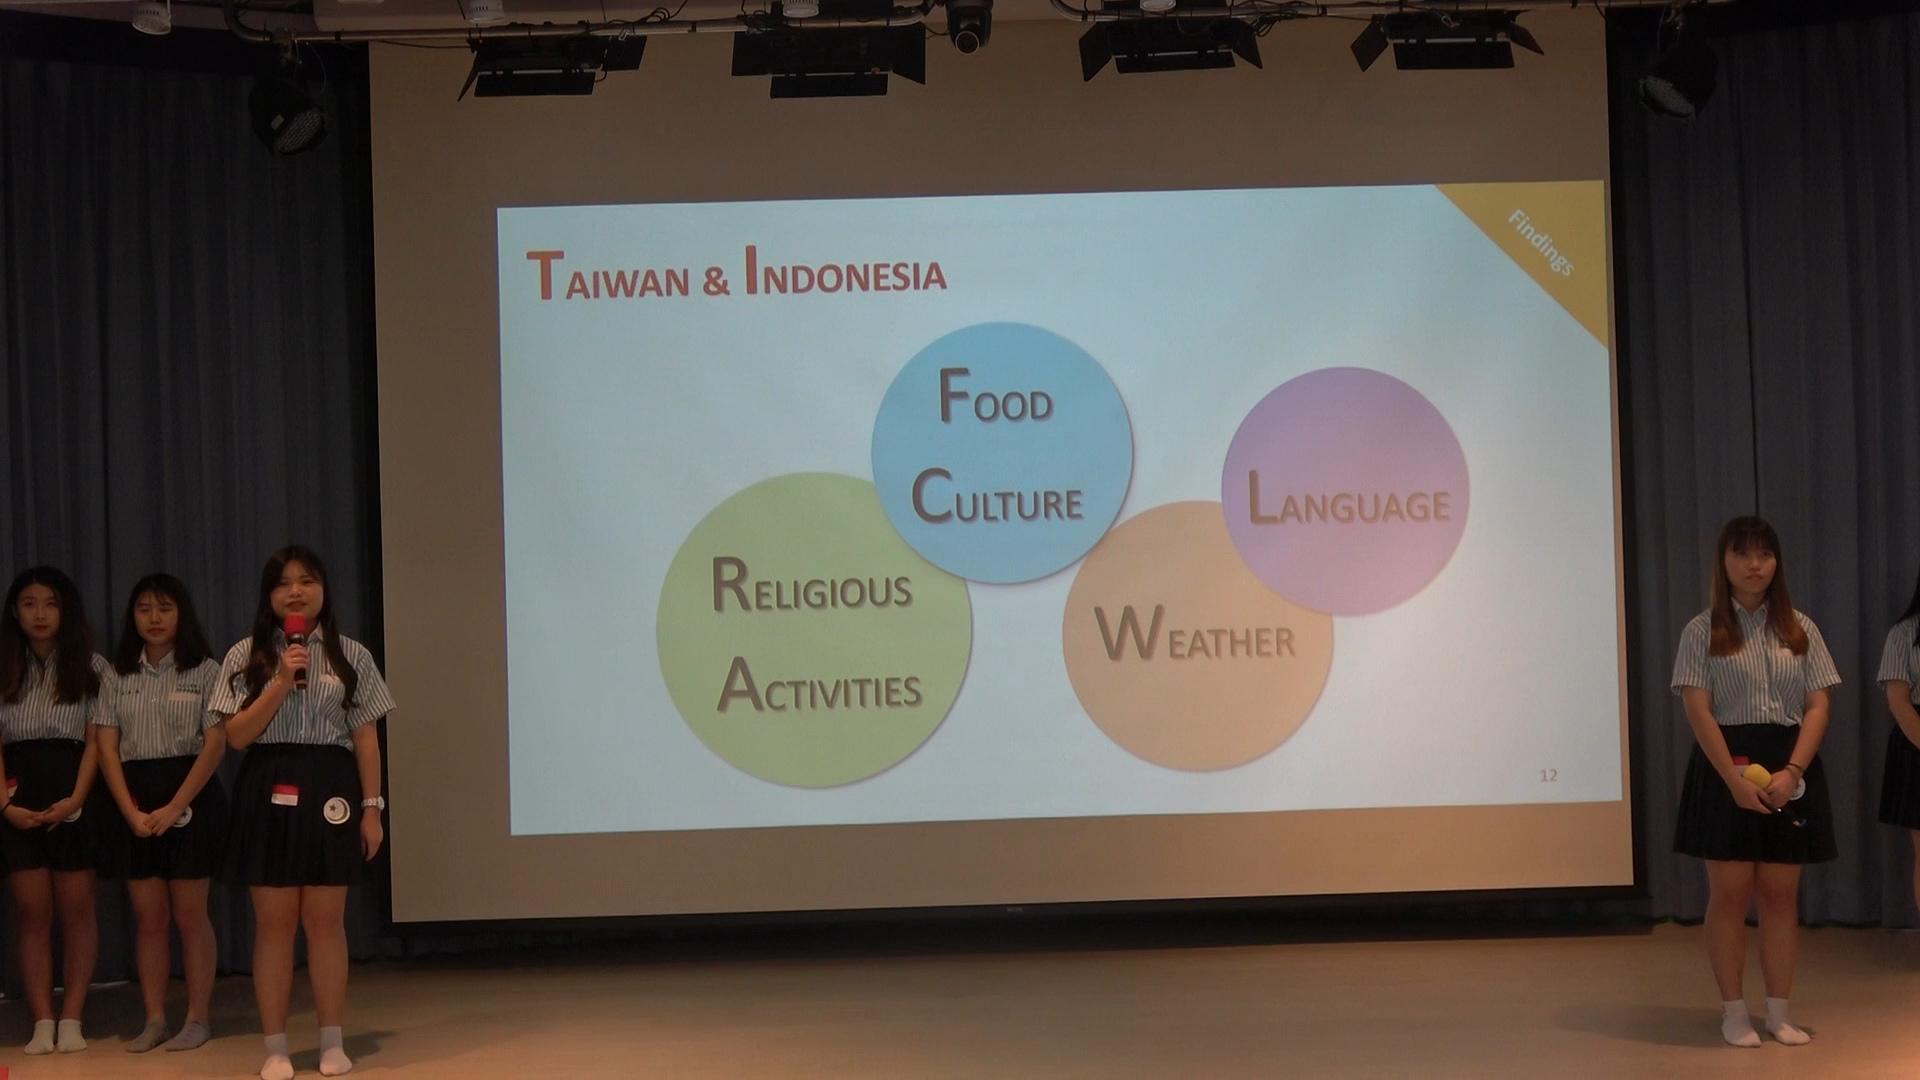 TAIWAN & INDONESIA
Findings
FOOD
CULTURE
LANGUAGE
RELIGIOUS
ACTIVITIES
WEATHER
12